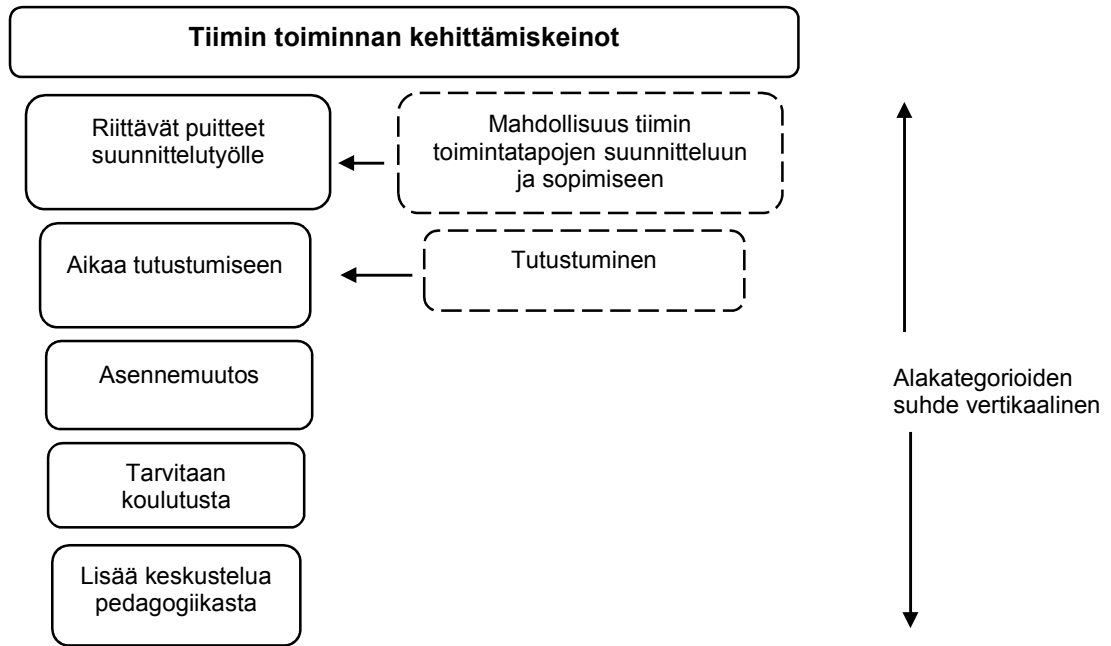 Tiimin toiminnan kehittämiskeinot
Riittävät puitteet
suunnittelutyölle
Mahdollisuus tiimin
toimintatapojen suunnitteluun
ja sopimiseen
Aikaa tutustumiseen
Tutustuminen
Asennemuutos
Alakategorioiden
suhde vertikaalinen
Tarvitaan
koulutusta
Lisää keskustelua
pedagogiikasta